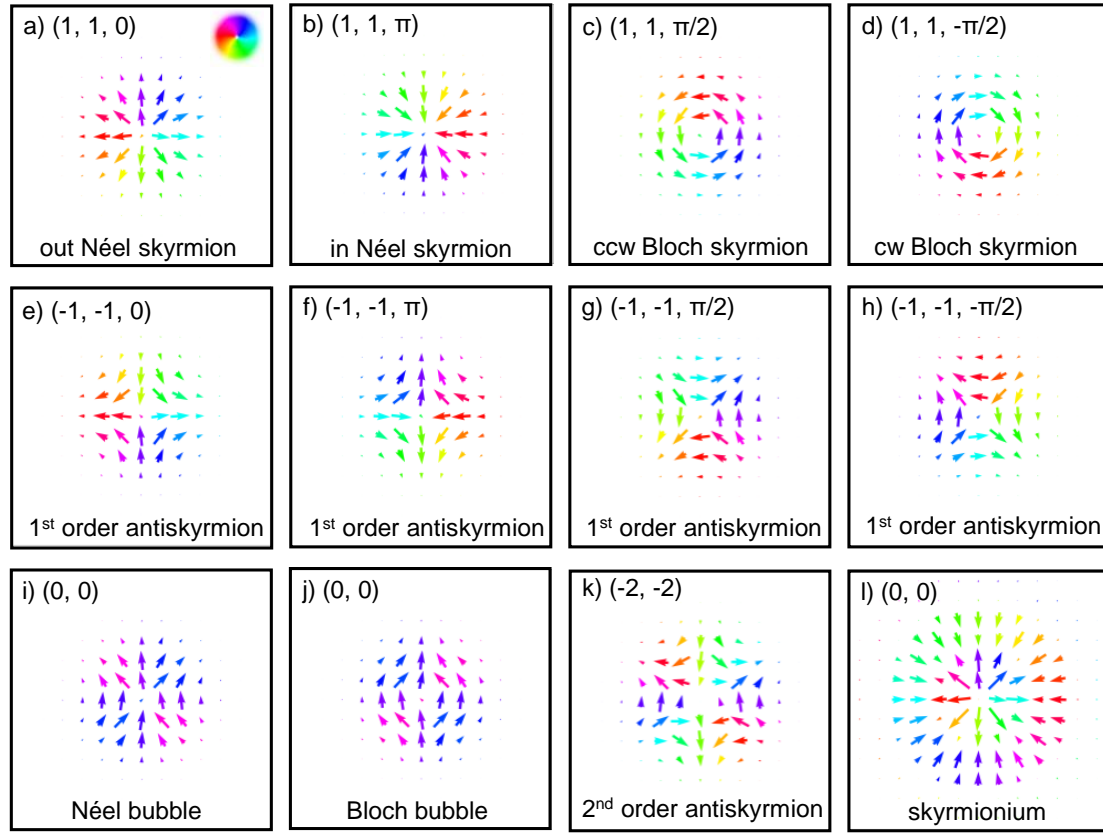 a) (1, 1, 0)
b) (1, 1, π)
c) (1, 1, π/2)
d) (1, 1, -π/2)
out Néel skyrmion
in Néel skyrmion
ccw Bloch skyrmion
cw Bloch skyrmion
e) (-1, -1, 0)
f) (-1, -1, π)
g) (-1, -1, π/2)
h) (-1, -1, -π/2)
1st order antiskyrmion
1st order antiskyrmion
1st order antiskyrmion
1st order antiskyrmion
i) (0, 0)
j) (0, 0)
k) (-2, -2)
l) (0, 0)
Néel bubble
Bloch bubble
2nd order antiskyrmion
skyrmionium